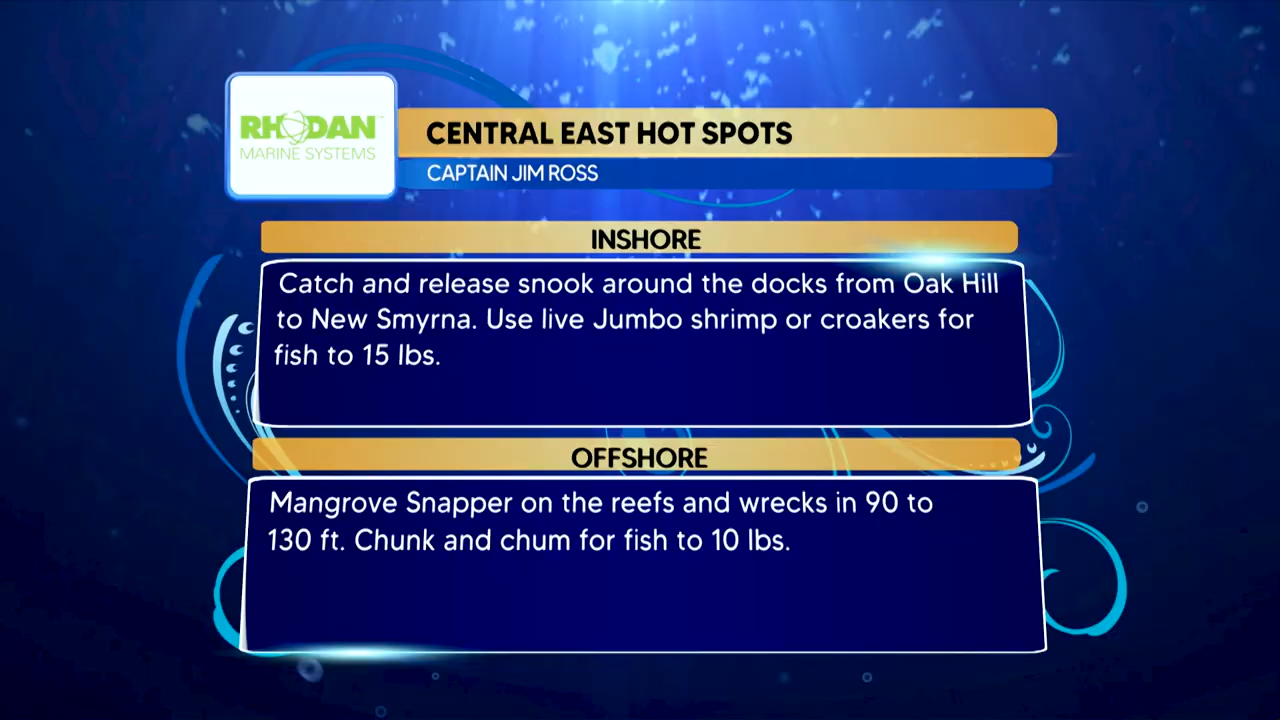 RHODAN™
MARINE SYSTEMS
CENTRAL EAST HOT SPOTS
CAPTAIN JIM ROSS
INSHORE
Catch and release snook around the docks from Oak Hill
to New Smyrna. Use live Jumbo shrimp or croakers for
fish to 15 lbs.
OFFSHORE
Mangrove Snapper on the reefs and wrecks in 90 to
130 ft. Chunk and chum for fish to 10 lbs.